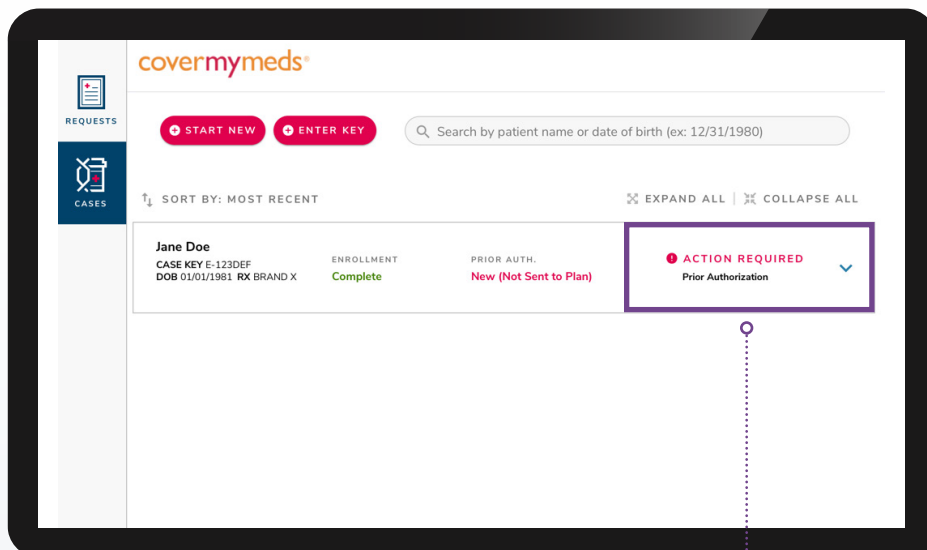 covermymeds®
REQUESTS
CASES
START NEW
ENTER KEY
Search by patient name or date of birth (ex: 12/31/1980)
SORT BY: MOST RECENT
EXPAND ALL
COLLAPSE ALL
Jane Doe
CASE KEY E-123DEF
DOB 01/01/1981 RX BRAND X
ENROLLMENT
Complete
PRIOR AUTH.
New (Not Sent to Plan)
ACTION REQUIRED
Prior Authorization